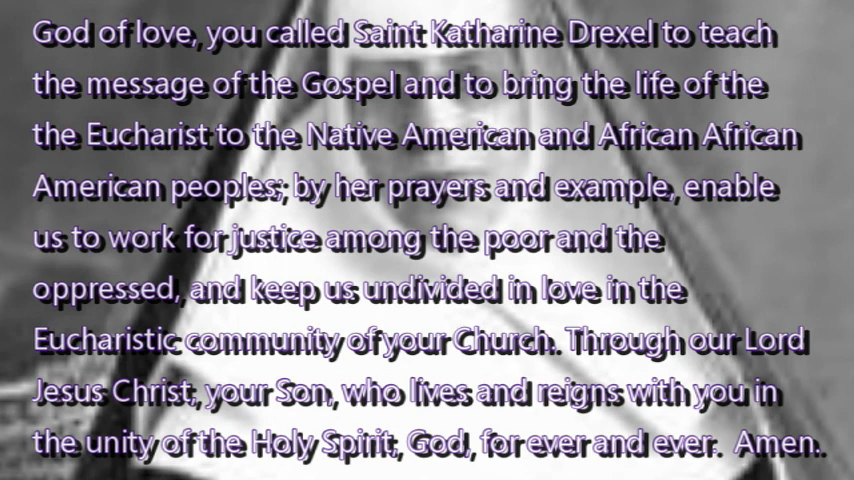 God of love, you called Saint Katharine Drexel to teach
the message of the Gospel and to bring the life of the
the Eucharist to the Native American and African African
American peoples; by her prayers and example, enable
us to work for justice among the poor and the
oppressed, and keep us undivided in love in the
Eucharistic community of your Church. Through our Lord
Jesus Christ, your Son, who lives and reigns with you in
the unity of the Holy Spirit, God, for ever and ever.  Amen.